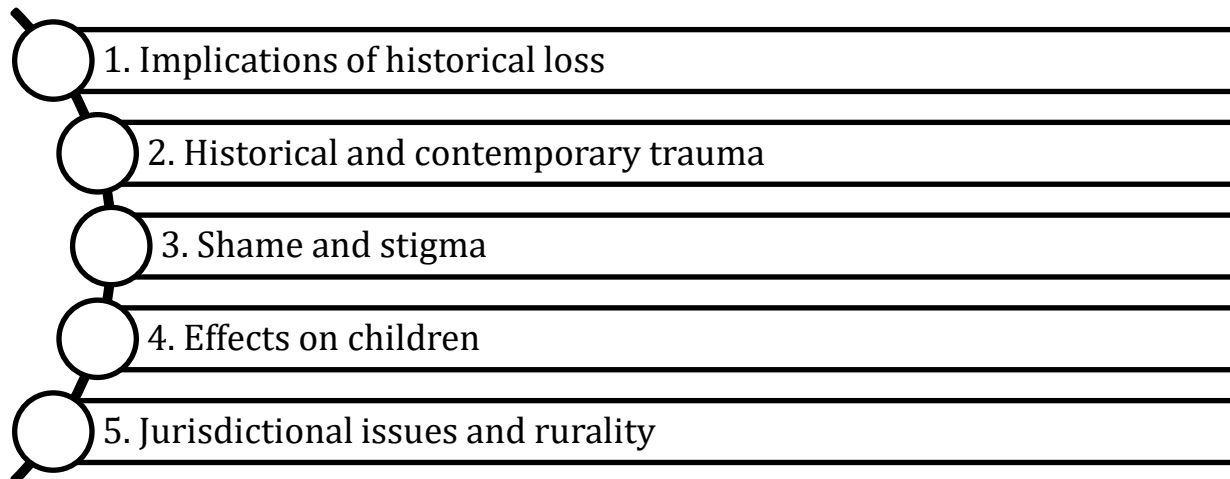 1. Implications of historical loss
2. Historical and contemporary trauma
3. Shame and stigma
4. Effects on children
5. Jurisdictional issues and rurality